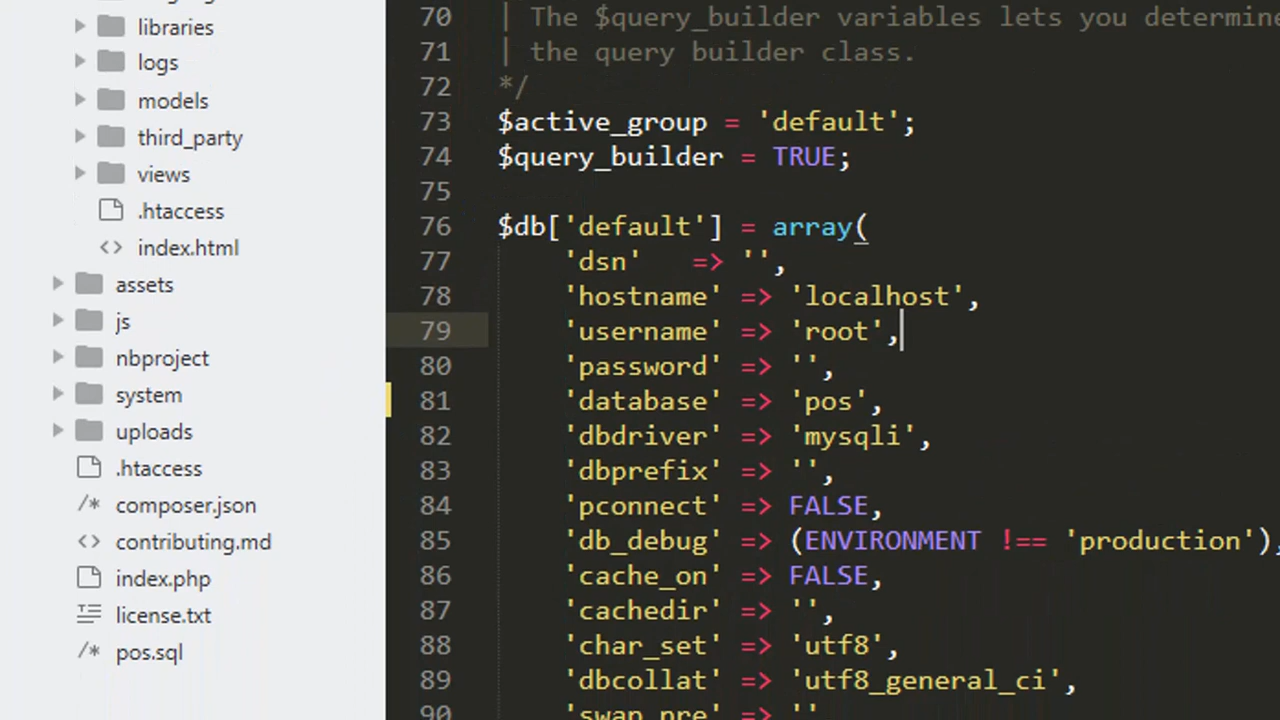 libraries
logs
models
third_party
views
.htaccess
<> index.html
assets
js
nbproject
system
uploads
.htaccess
/* composer.json
<> contributing.md
index.php
license.txt
/* pos.sql
70 | The $query_builder variables lets you determine
71 | the query builder class.
72 */
73 $active_group = 'default';
74 $query_builder = TRUE;
75
76 $db['default'] = array(
77 'dsn'   => '',
78 'hostname' => 'localhost',
79 'username' => 'root',
80 'password' => '',
81 'database' => 'pos',
82 'dbdriver' => 'mysqli',
83 'dbprefix' => '',
84 'pconnect' => FALSE,
85 'db_debug' => (ENVIRONMENT !== 'production'),
86 'cache_on' => FALSE,
87 'cachedir' => '',
88 'char_set' => 'utf8',
89 'dbcollat' => 'utf8_general_ci',
90 'swap_pre' => ''